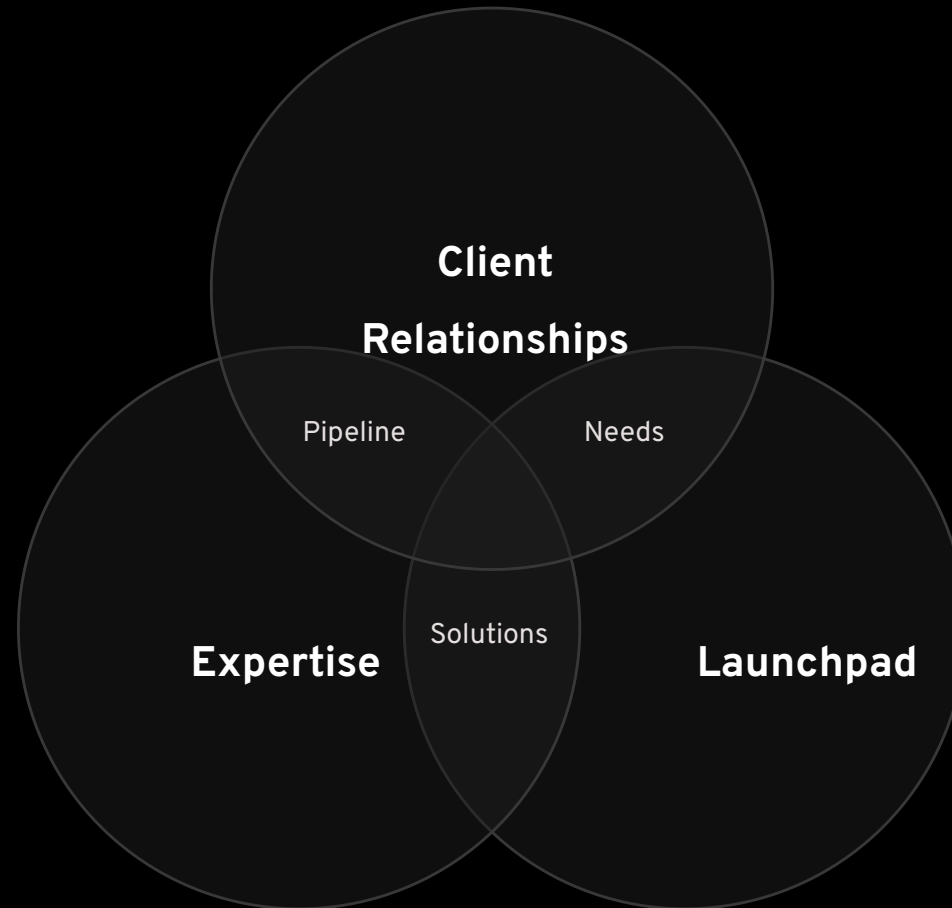 Client
Relationships
Pipeline
Needs
Solutions
Expertise
Launchpad